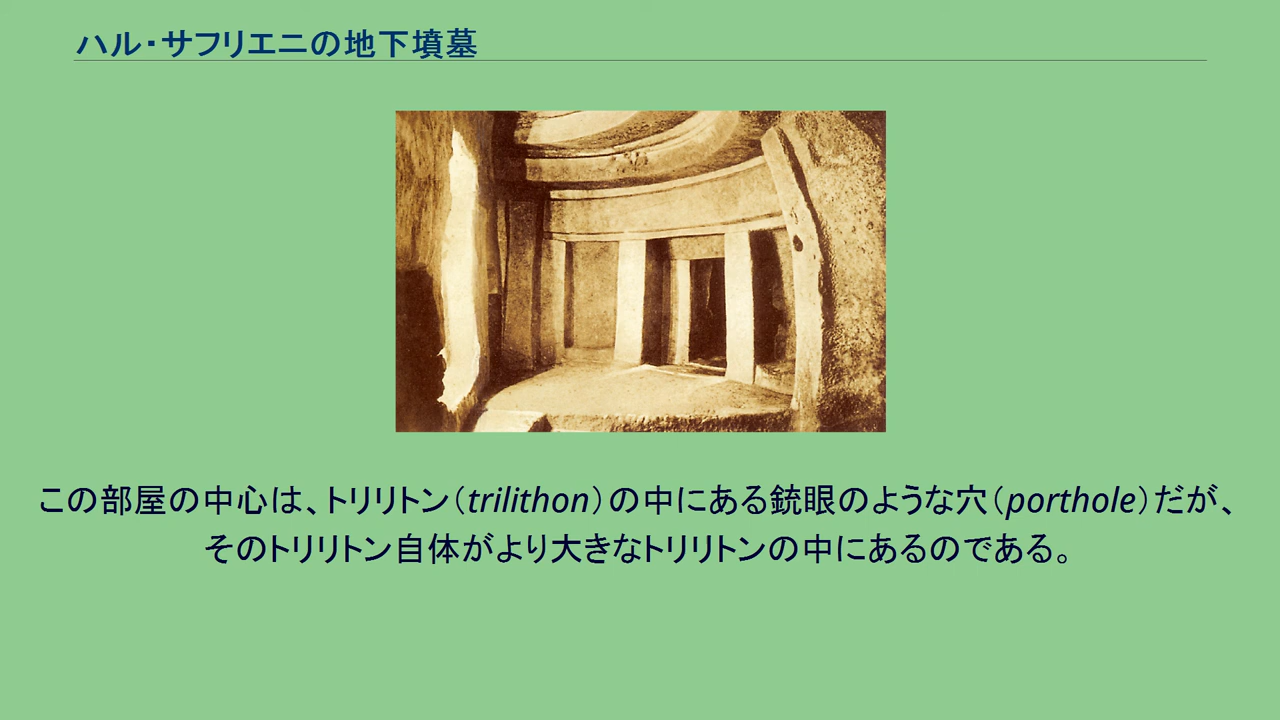 ハル・サフリエニの地下墳墓
この部屋の中心は、トリリトン（trilithon）の中にある銃眼のような穴（porthole）だが、
そのトリリトン自体がより大きなトリリトンの中にあるのである。